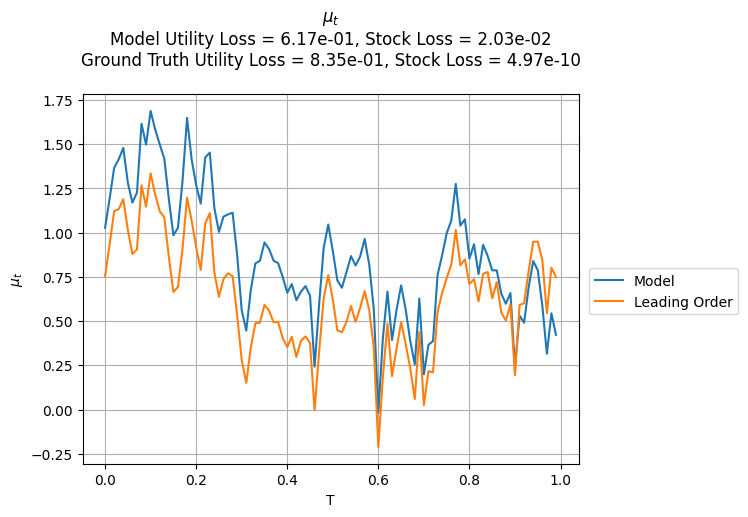 μt
Model Utility Loss = 6.17e-01, Stock Loss = 2.03e-02
Ground Truth Utility Loss = 8.35e-01, Stock Loss = 4.97e-10
1.75
1.50
1.25
1.00
0.75
0.50
0.25
0.00
−0.25
μt
0.0 0.2 0.4 0.6 0.8 1.0
T
Model
Leading Order